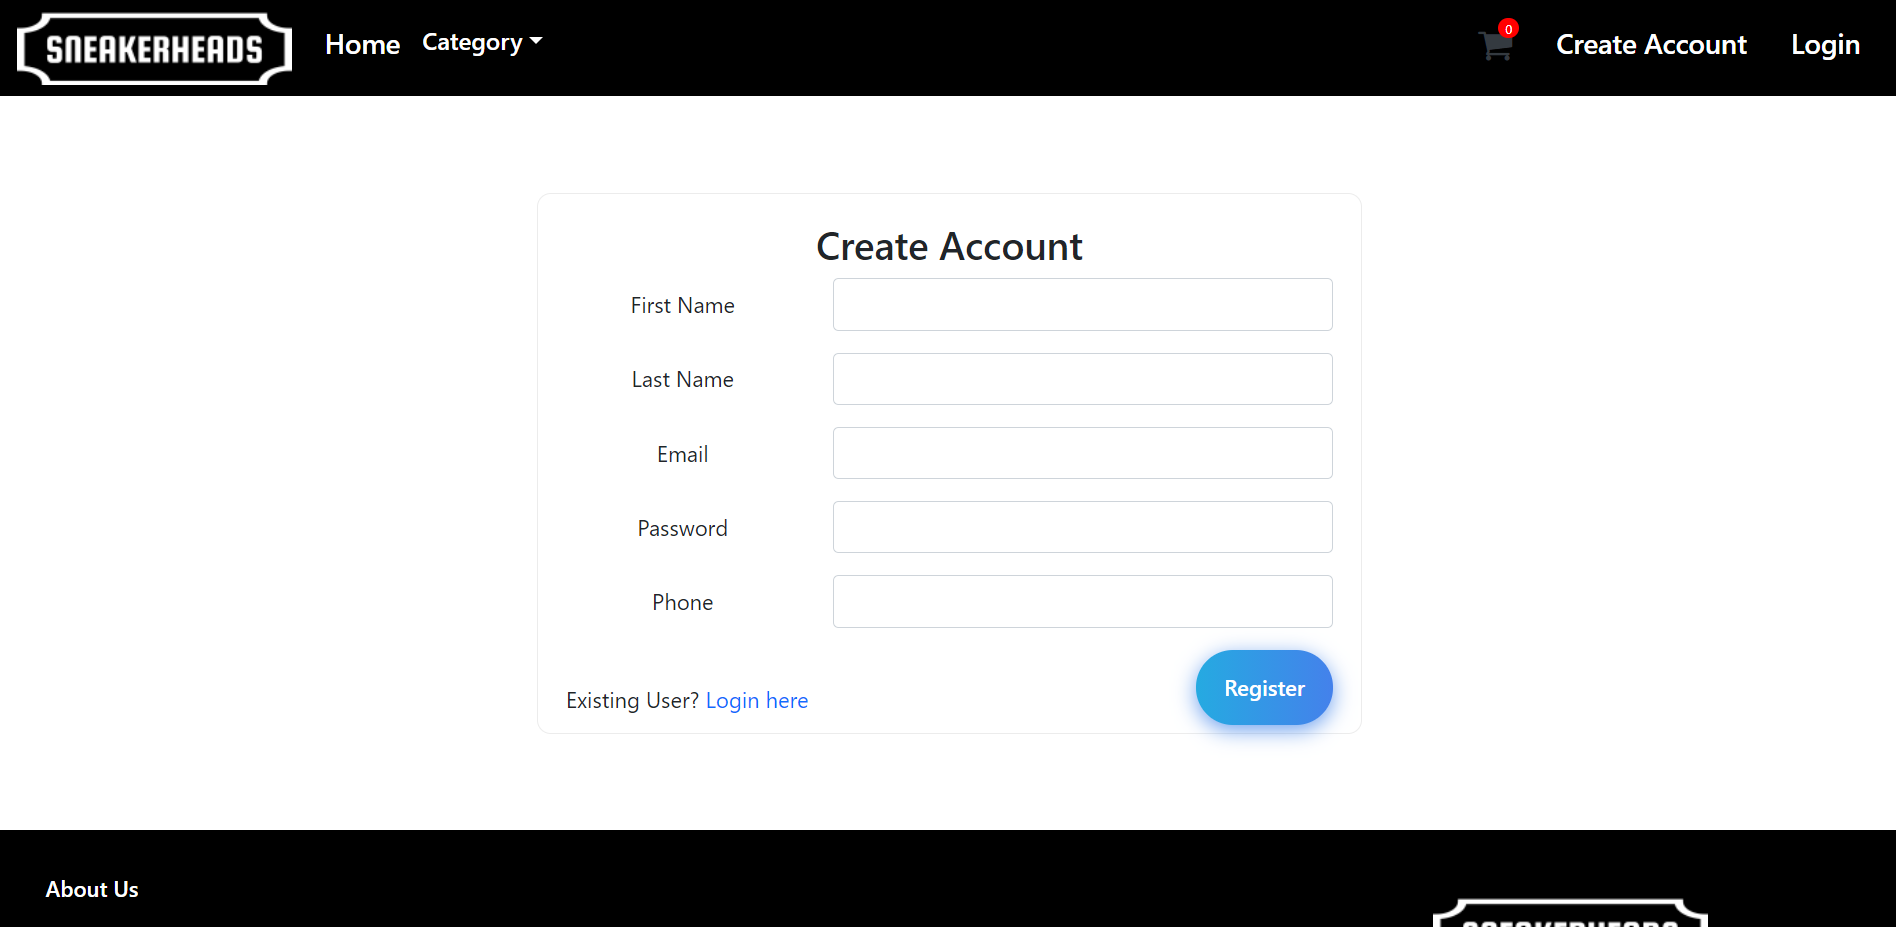 SNEAKERHEADS Home Category 0 Create Account Login
Create Account
First Name
Last Name
Email
Password
Phone
Existing User? Login here
Register
About Us